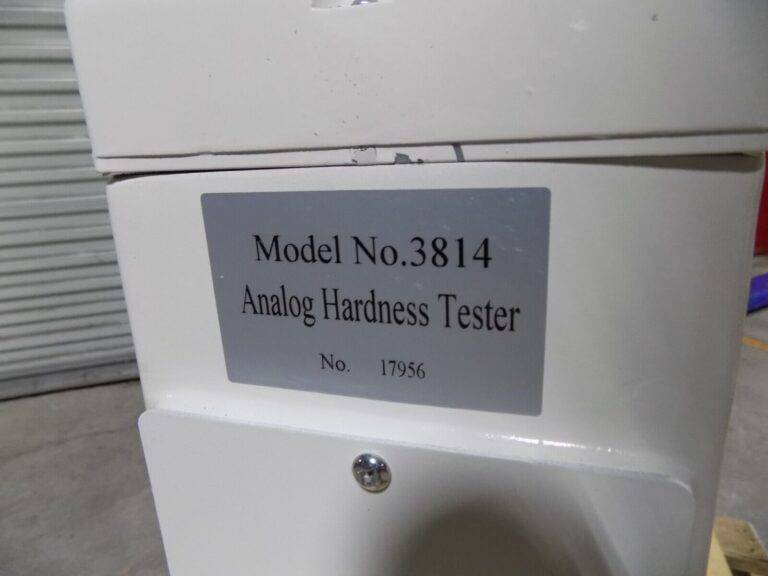 Model No.3814
Analog Hardness Tester
No. 17956